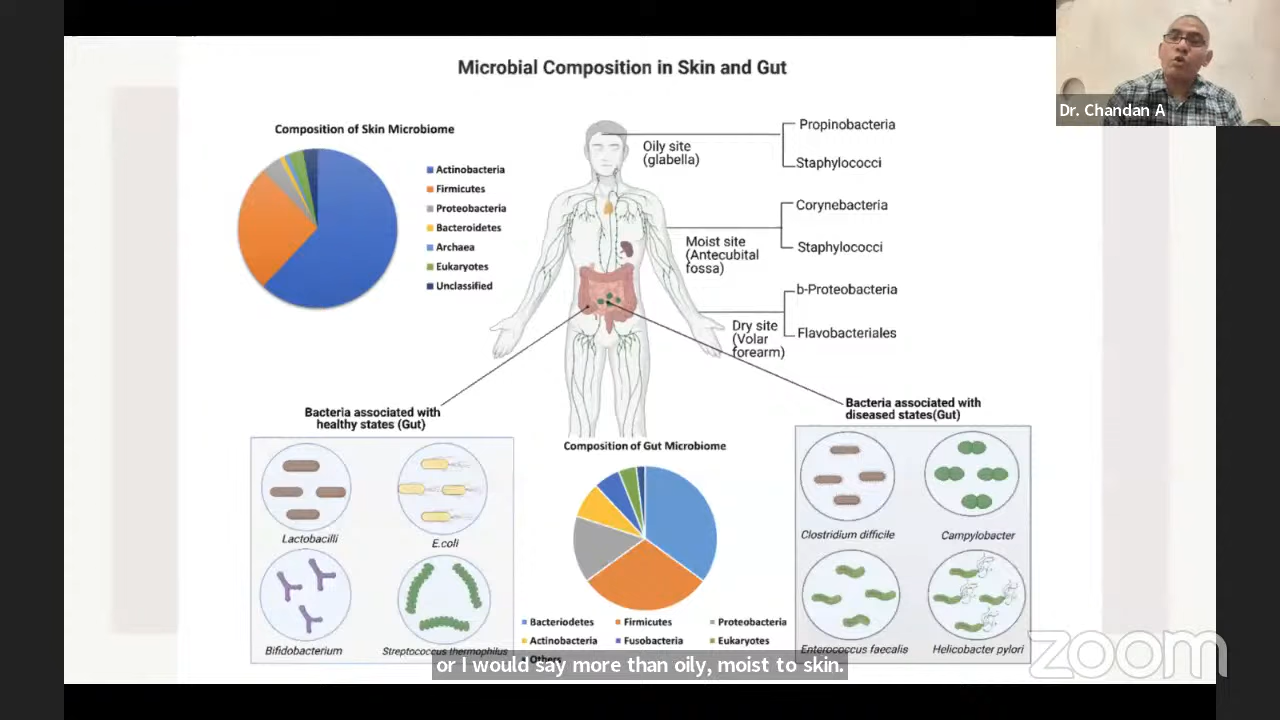 Microbial Composition in Skin and Gut
Dr. Chandan A
Composition of Skin Microbiome
Actinobacteria
Firmicutes
Proteobacteria
Bacteroidetes
Archaea
Eukaryotes
Unclassified
Oily site
(glabella)
Propinobacteria
Staphylococci
Moist site
(Antecubital
fossa)
Corynebacteria
Staphylococci
Dry site
(Volar
forearm)
b-Proteobacteria
Flavobacteriales
Bacteria associated with
healthy states (Gut)
Lactobacilli
E.coli
Bifidobacterium
Streptococcus thermophilus
Composition of Gut Microbiome
Bacteriodetes
Firmicutes
Proteobacteria
Actinobacteria
Fusobacteria
Eukaryotes
Others
Bacteria associated with
diseased states(Gut)
Clostridium difficile
Campylobacter
Enterococcus faecalis
Helicobacter pylori
or I would say more than oily, moist to skin.
zoom